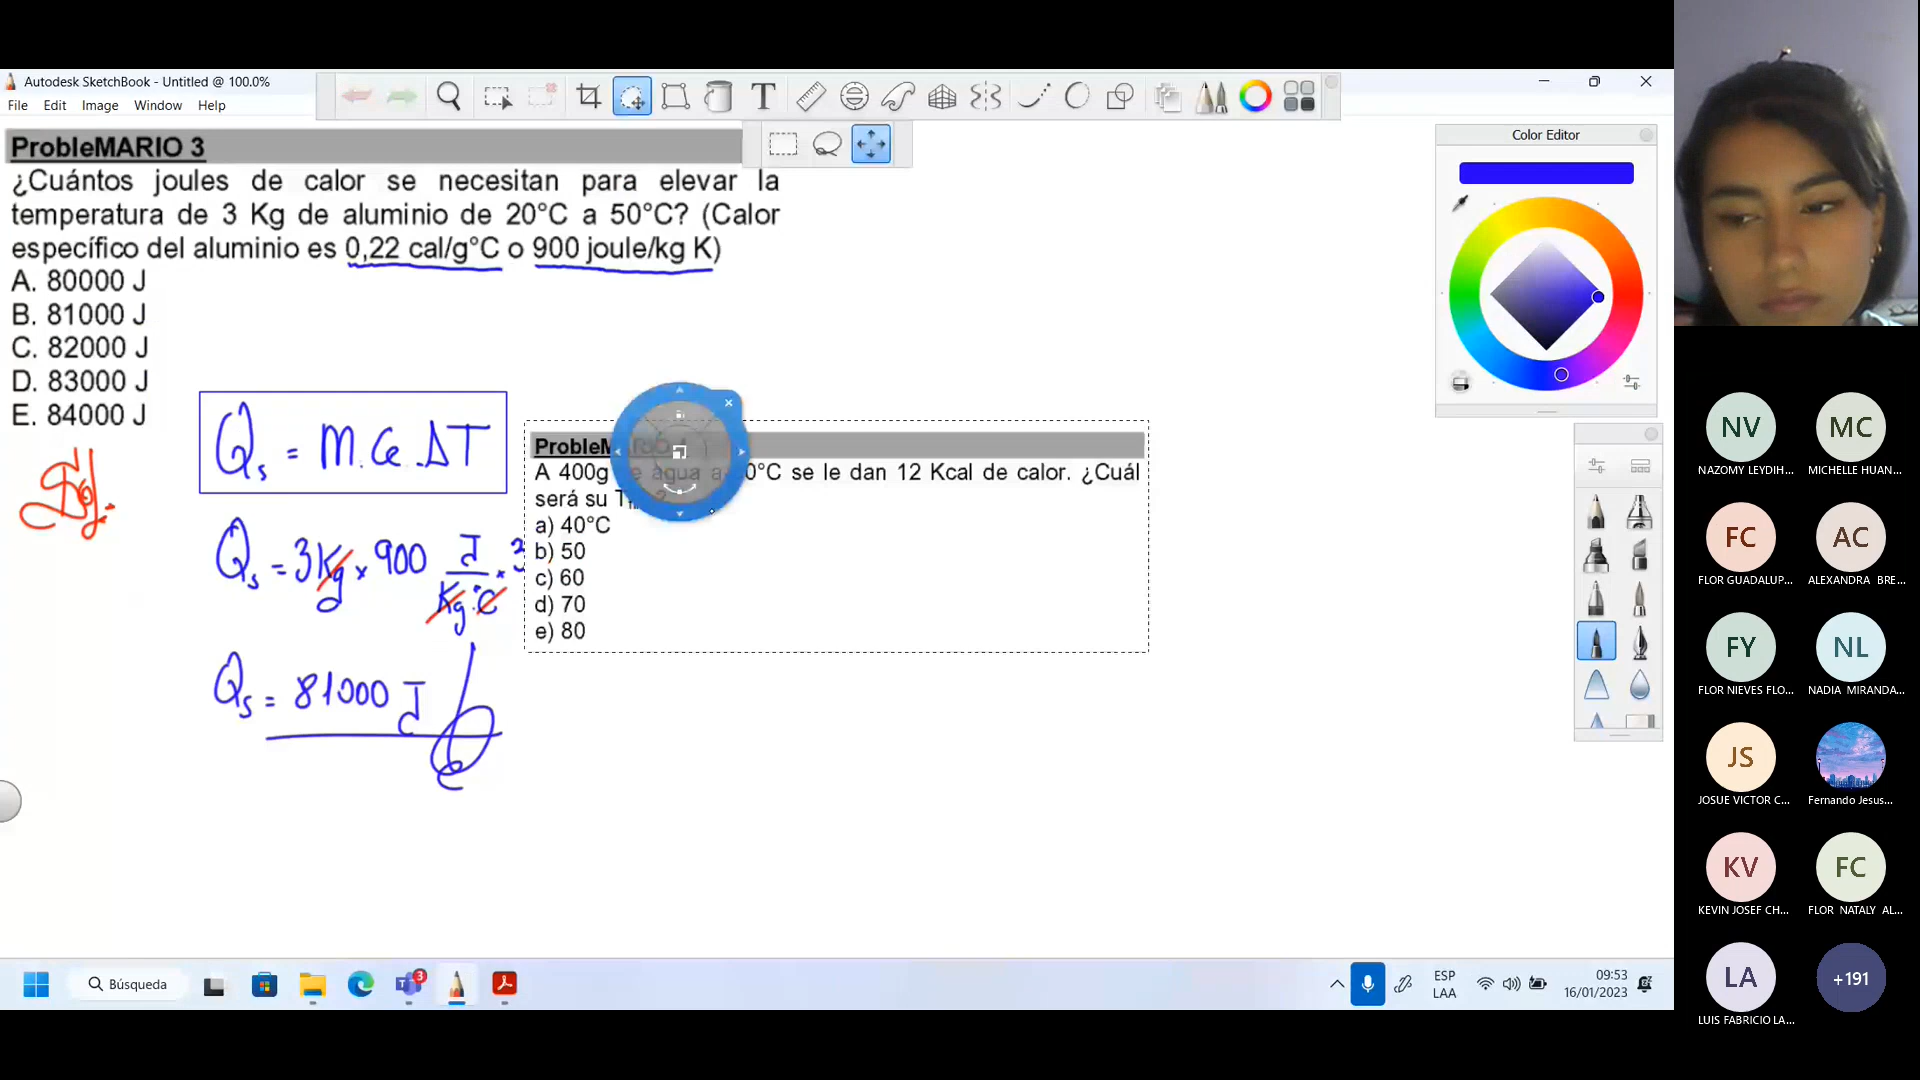 Autodesk SketchBook - Untitled @ 100.0%
File Edit Image Window Help
ProbleMARIO 3
¿Cuántos joules de calor se necesitan para elevar la
temperatura de 3 Kg de aluminio de 20°C a 50°C? (Calor
específico del aluminio es 0,22 cal/g°C o 900 joule/kg K)
A. 80000 J
B. 81000 J
C. 82000 J
D. 83000 J
E. 84000 J
Sol.
Qs = m.Ce.ΔT
Qs = 3Kg × 900 J/Kg.°C · 3
Qs = 81000 J
A 400g de agua a 0°C se le dan 12 Kcal de calor. ¿Cuál
será su T
a) 40°C
b) 50
c) 60
d) 70
e) 80
Color Editor
NV
NAZOMY LEYDIH...
MC
MICHELLE HUAN...
FC
FLOR GUADALUP...
AC
ALEXANDRA BRE...
FY
FLOR NIEVES FLO...
NL
NADIA MIRANDA...
JS
JOSUE VICTOR C...
Fernando Jesus...
KV
KEVIN JOSEF CH...
FC
FLOR NATALY AL...
LA
LUIS FABRICIO LA...
+191
Búsqueda
3
ESP
LAA
09:53
16/01/2023